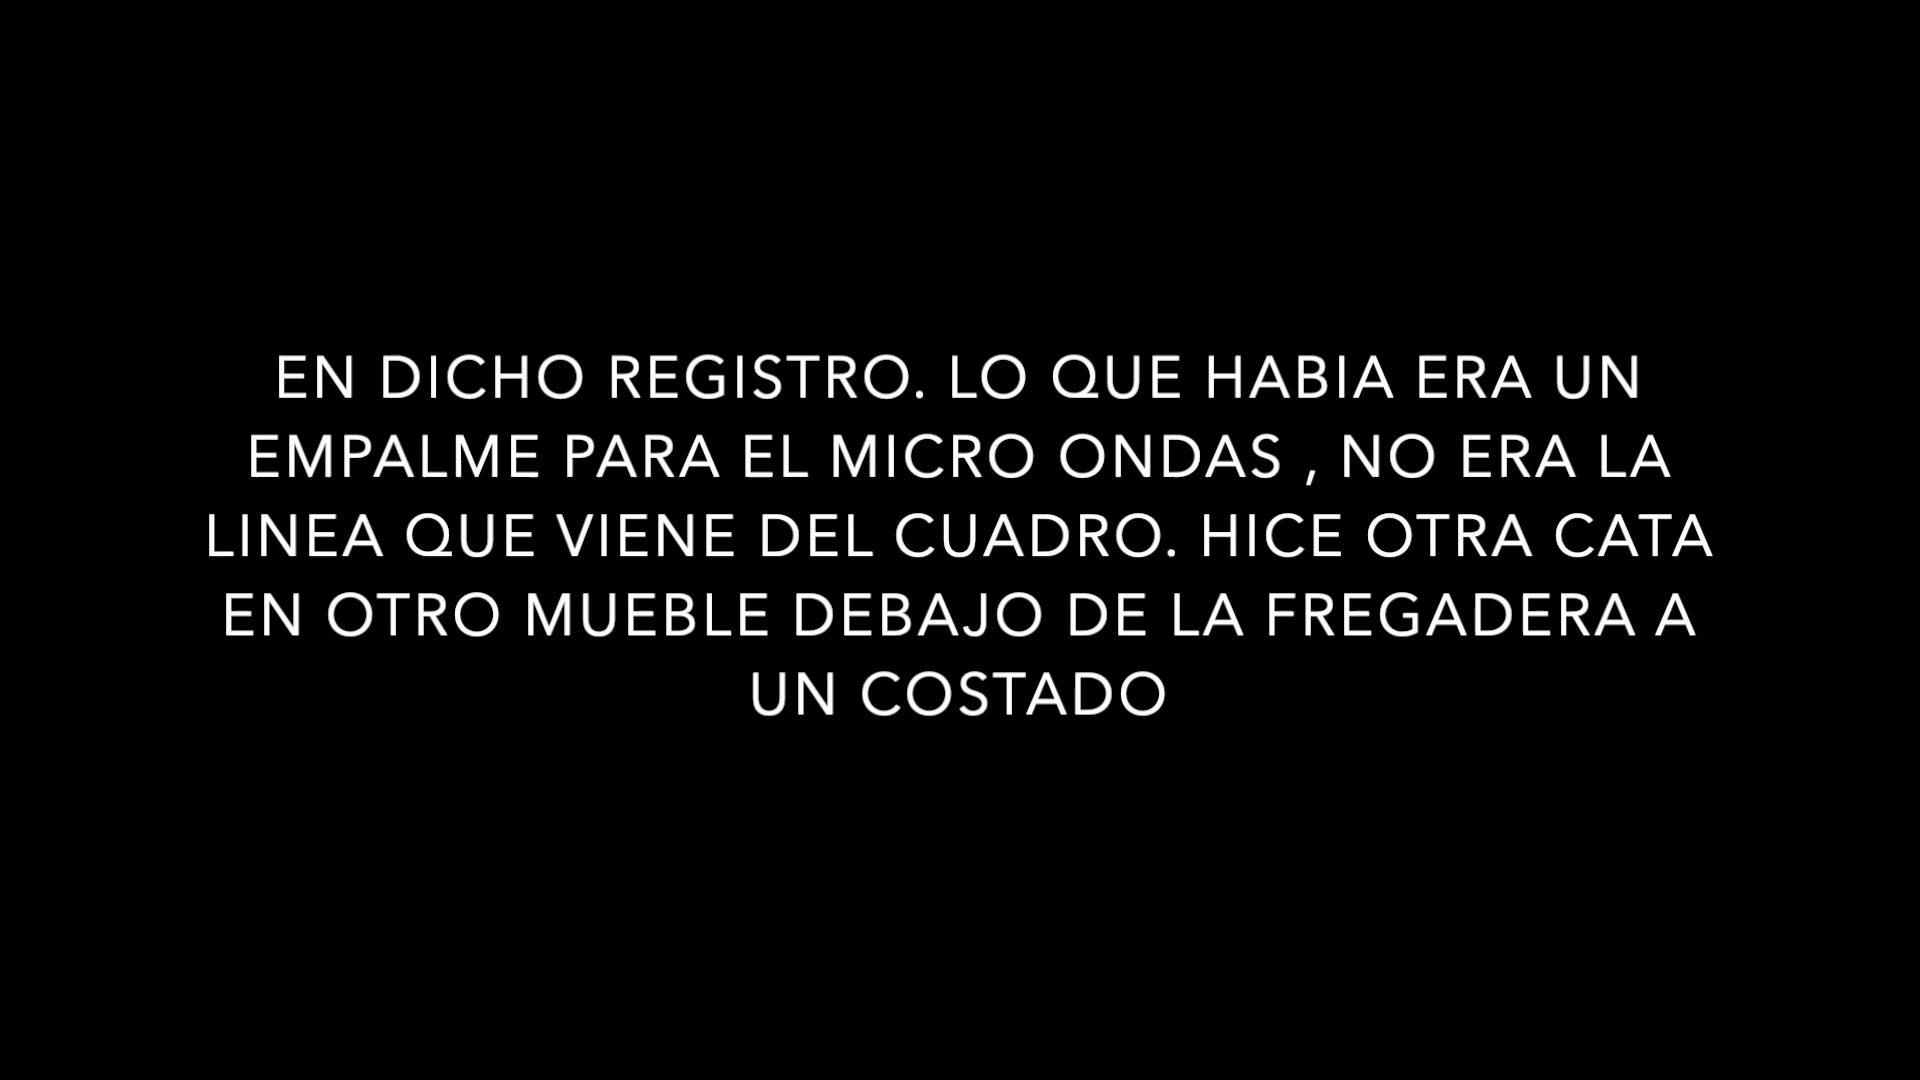 EN DICHO REGISTRO. LO QUE HABIA ERA UN
EMPALME PARA EL MICRO ONDAS , NO ERA LA
LINEA QUE VIENE DEL CUADRO. HICE OTRA CATA
EN OTRO MUEBLE DEBAJO DE LA FREGADERA A
UN COSTADO